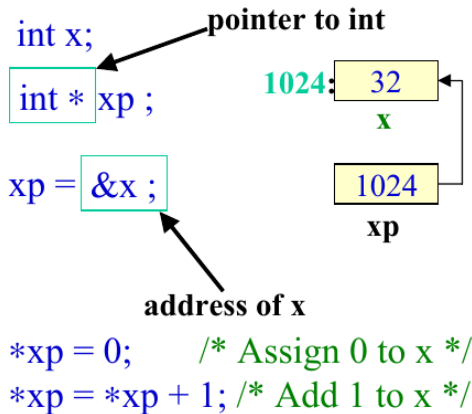 pointer to int
int x;
int * xp ;
1024: 32
x
xp = &x ;
1024
xp
address of x
*xp = 0; /* Assign 0 to x */
*xp = *xp + 1; /* Add 1 to x */